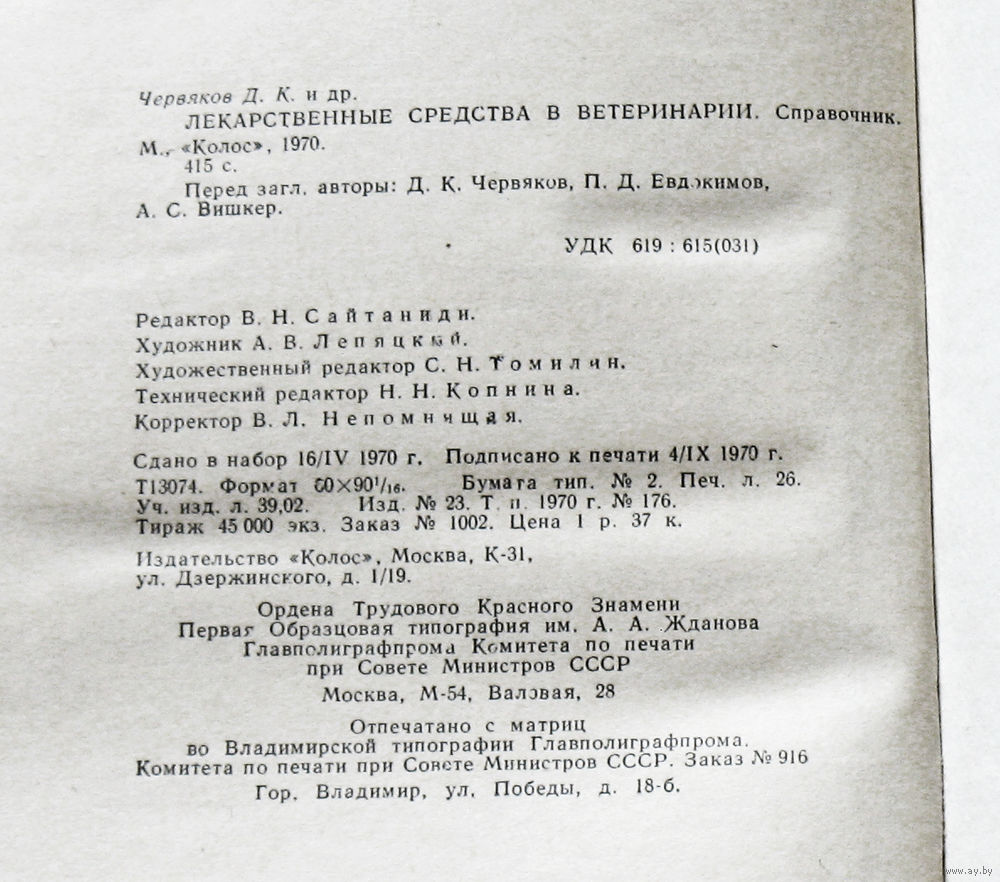 Червяков Д. К. и др.
ЛЕКАРСТВЕННЫЕ СРЕДСТВА В ВЕТЕРИНАРИИ. Справочник.
М., «Колос», 1970.
415 с.
Перед загл. авторы: Д. К. Червяков, П. Д. Евдокимов,
А. С. Вишкер.
УДК 619 : 615(031)
Редактор В. Н. Сайтаниди.
Художник А. В. Лепяцкий.
Художественный редактор С. Н. Томилин.
Технический редактор Н. Н. Копнина.
Корректор В. Л. Непомнящая.
Сдано в набор 16/IV 1970 г. Подписано к печати 4/IX 1970 г.
Т13074. Формат 60×90¹/₁₆. Бумага тип. № 2. Печ. л. 26.
Уч. изд. л. 39,02. Изд. № 23. Т. п. 1970 г. № 176.
Тираж 45 000 экз. Заказ № 1002. Цена 1 р. 37 к.
Издательство «Колос», Москва, К-31,
ул. Дзержинского, д. 1/19.
Ордена Трудового Красного Знамени
Первая Образцовая типография им. А. А. Жданова
Главполиграфпрома Комитета по печати
при Совете Министров СССР
Москва, М-54, Валовая, 28
Отпечатано с матриц
во Владимирской типографии Главполиграфпрома.
Комитета по печати при Совете Министров СССР. Заказ № 916
Гор. Владимир, ул. Победы, д. 18-б.
www.ay.by